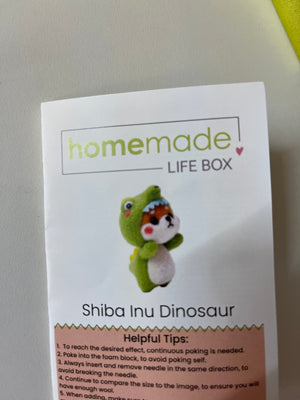 homemade!
LIFE BOX
Shiba Inu Dinosaur
Helpful Tips:
1. To reach the desired effect, continuous poking is needed.
2. Poke into the foam block, to avoid poking self.
3. Always insert and remove needle in the same direction, to
avoid breaking the needle.
4. Continue to compare the size to the image, to ensure you will
have enough wool.
5. When adding, make sure